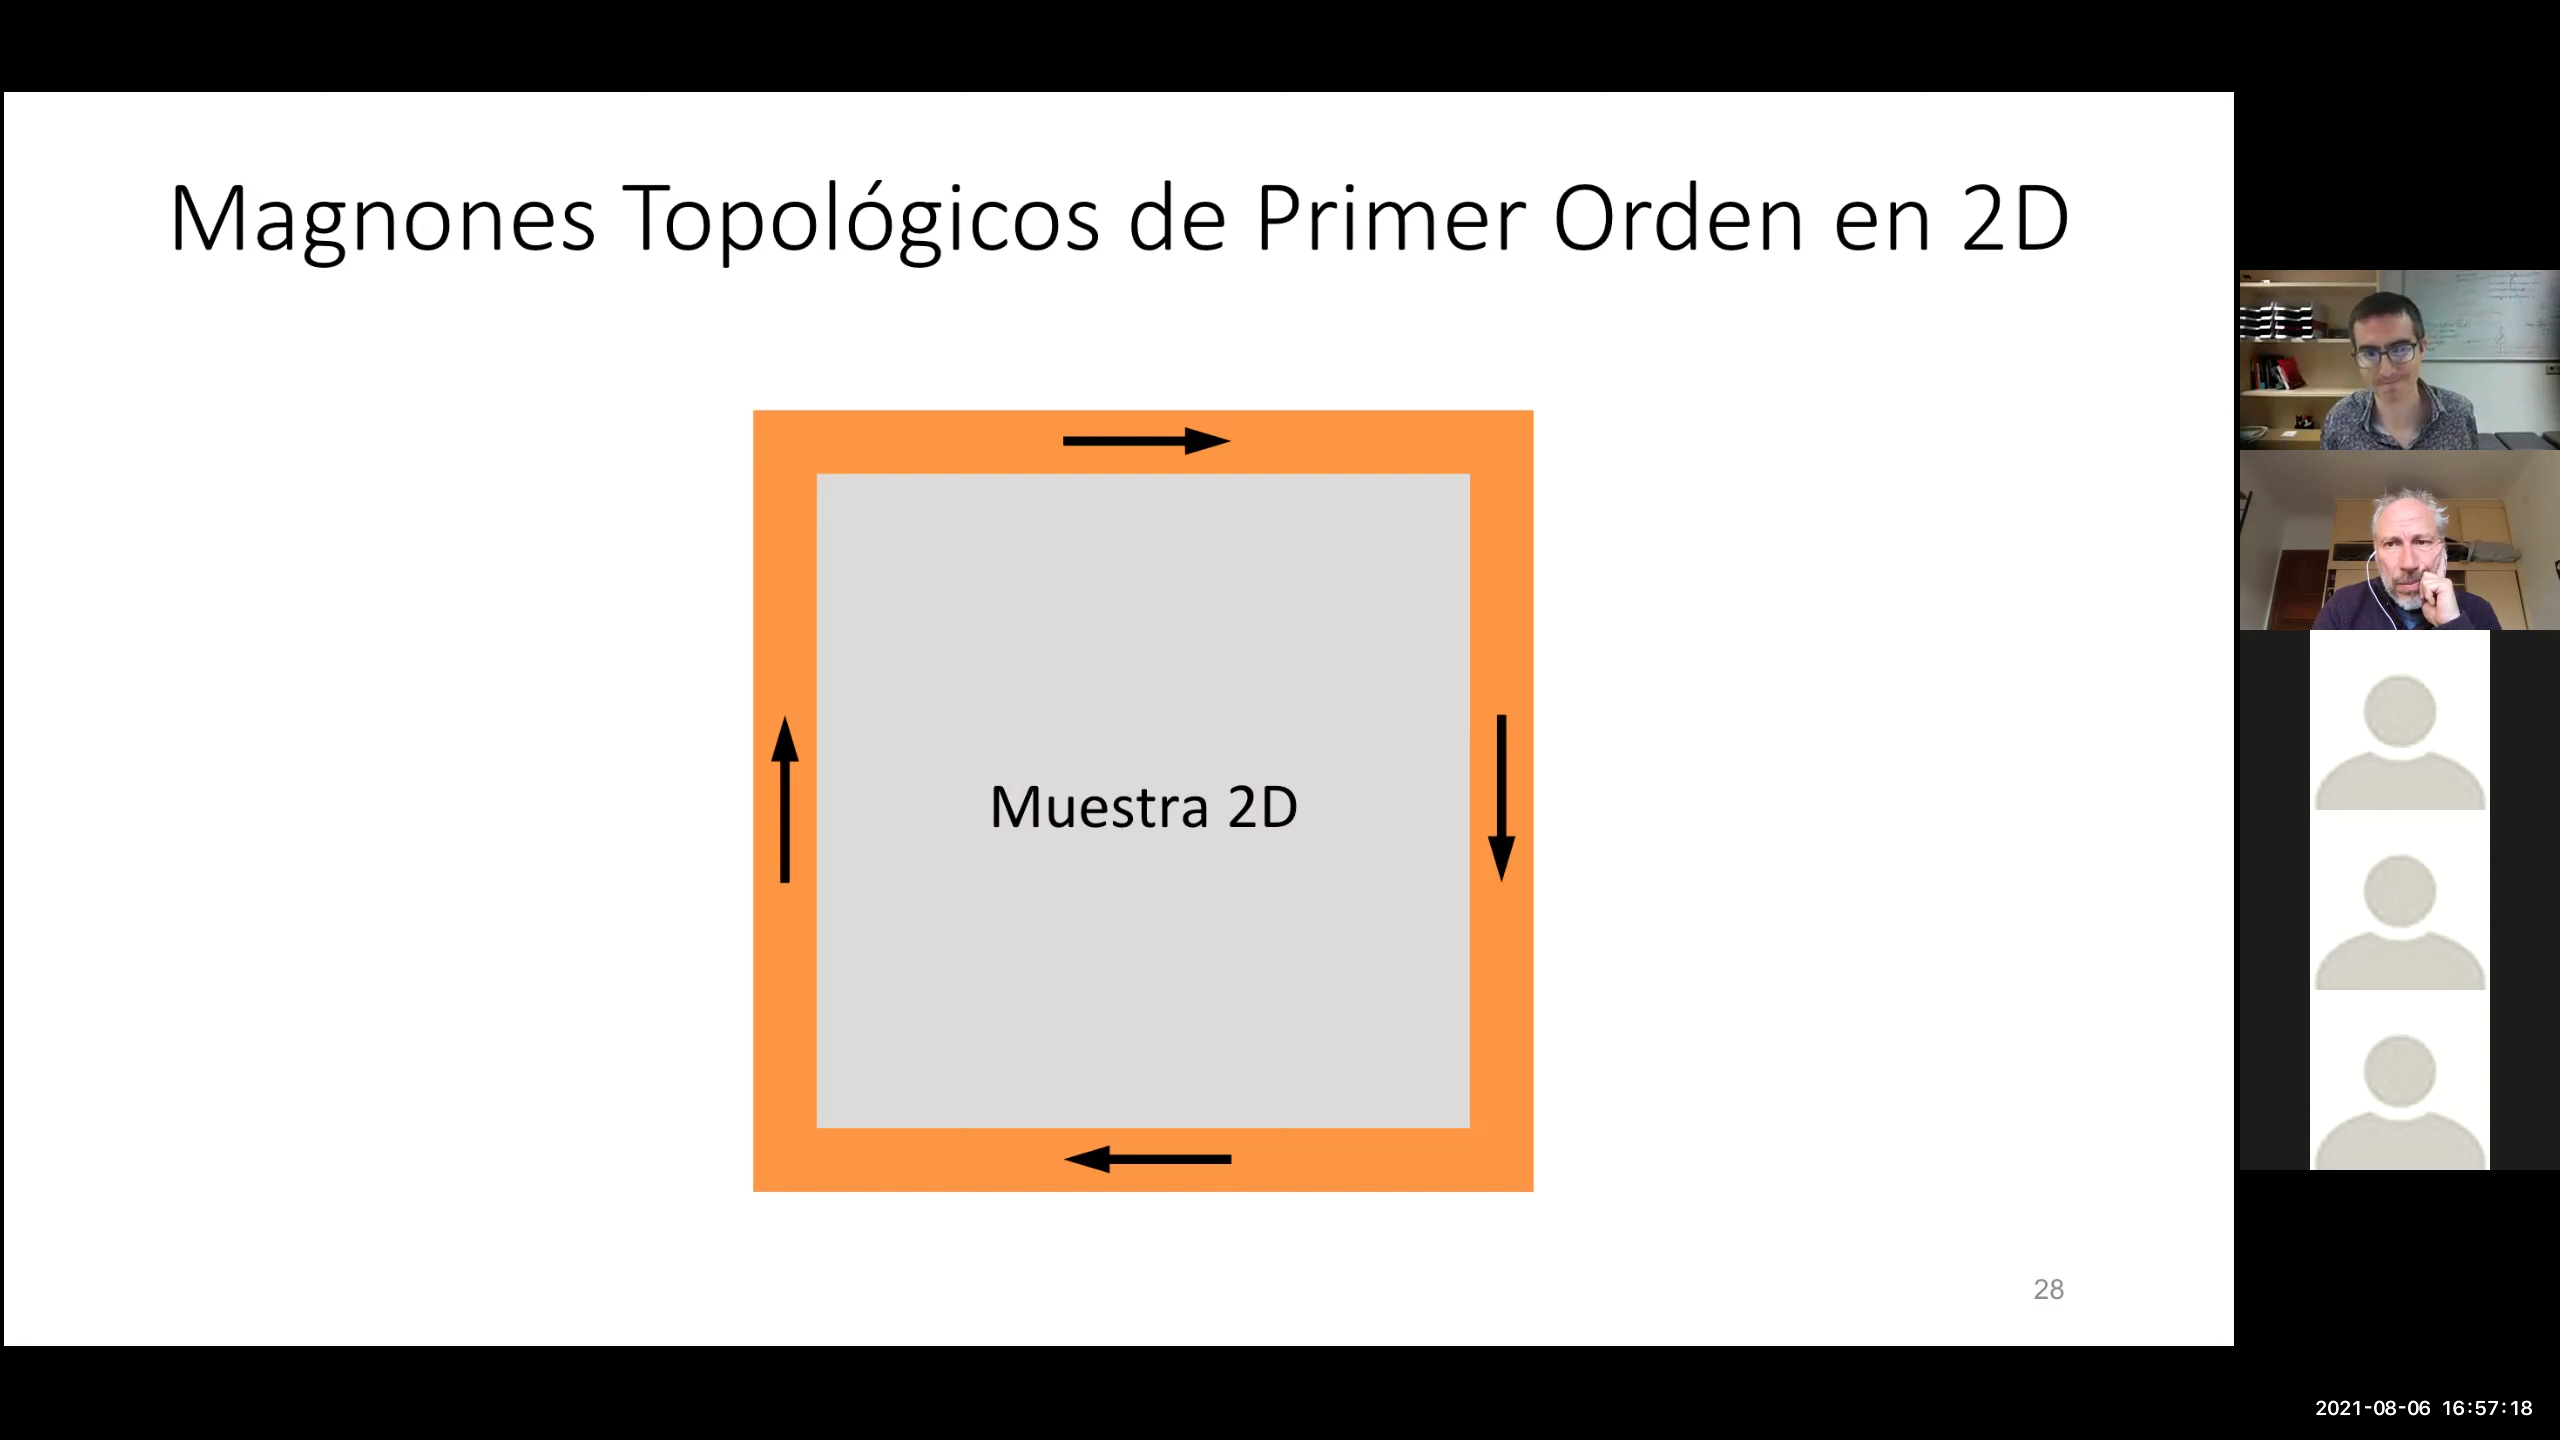 Magnones Topológicos de Primer Orden en 2D
Muestra 2D
28
2021-08-06 16:57:18